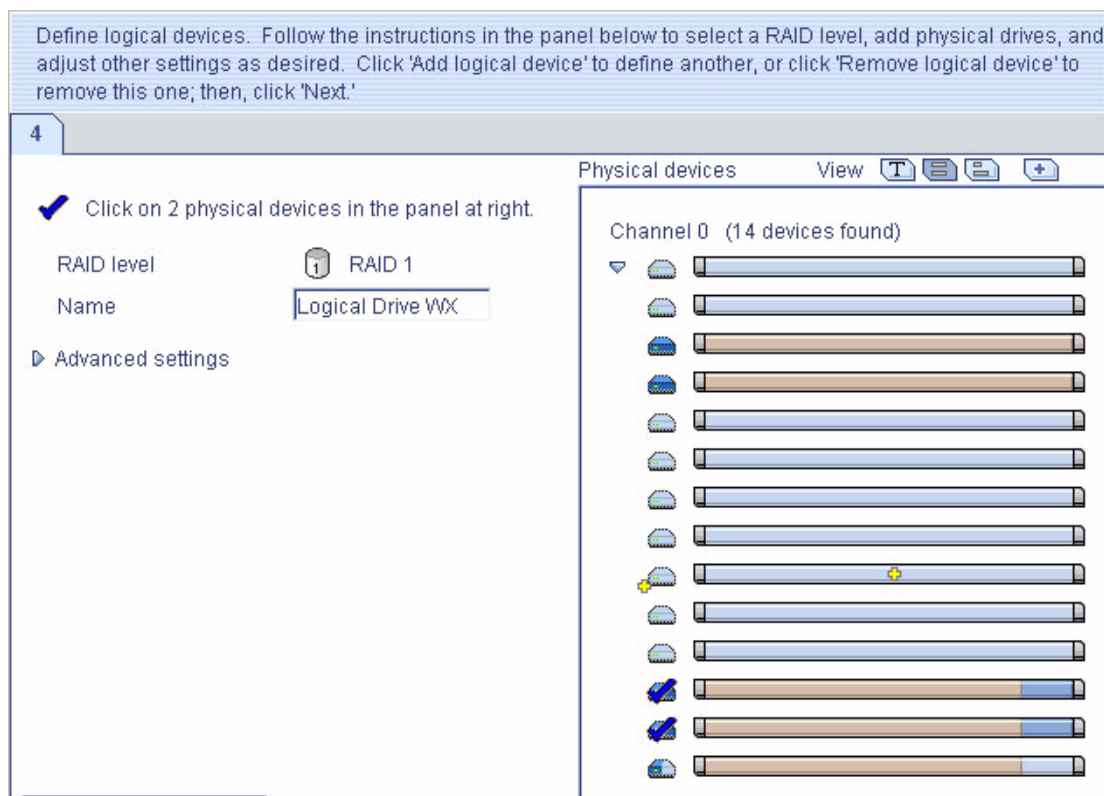 Define logical devices. Follow the instructions in the panel below to select a RAID level, add physical drives, and
adjust other settings as desired. Click 'Add logical device' to define another, or click 'Remove logical device' to
remove this one; then, click 'Next.'
4
Physical devices View T
Click on 2 physical devices in the panel at right.
Channel 0 (14 devices found)
RAID level 1 RAID 1
Name Logical Drive WX
Advanced settings